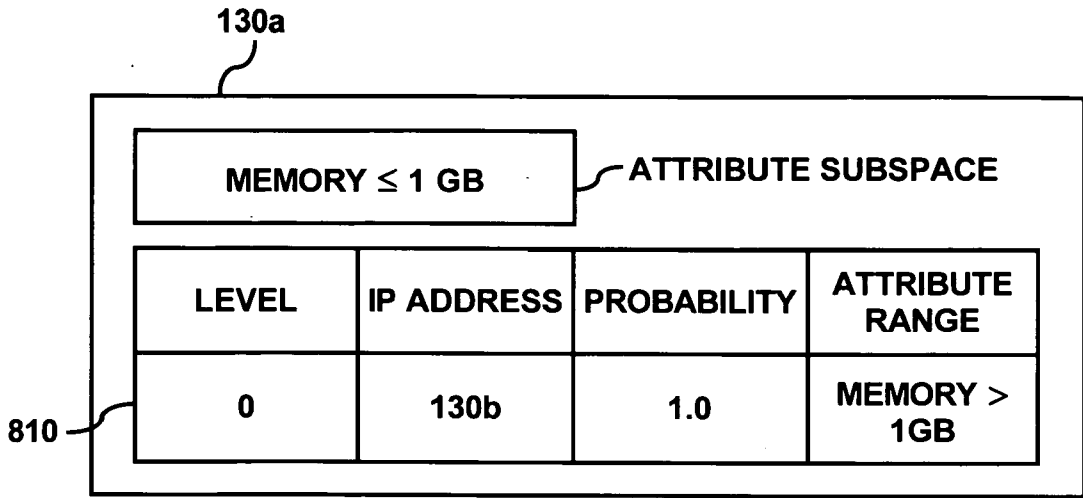 130a
MEMORY ≤ 1 GB
ATTRIBUTE SUBSPACE
LEVEL
IP ADDRESS
PROBABILITY
ATTRIBUTE
RANGE
810
0
130b
1.0
MEMORY >
1GB